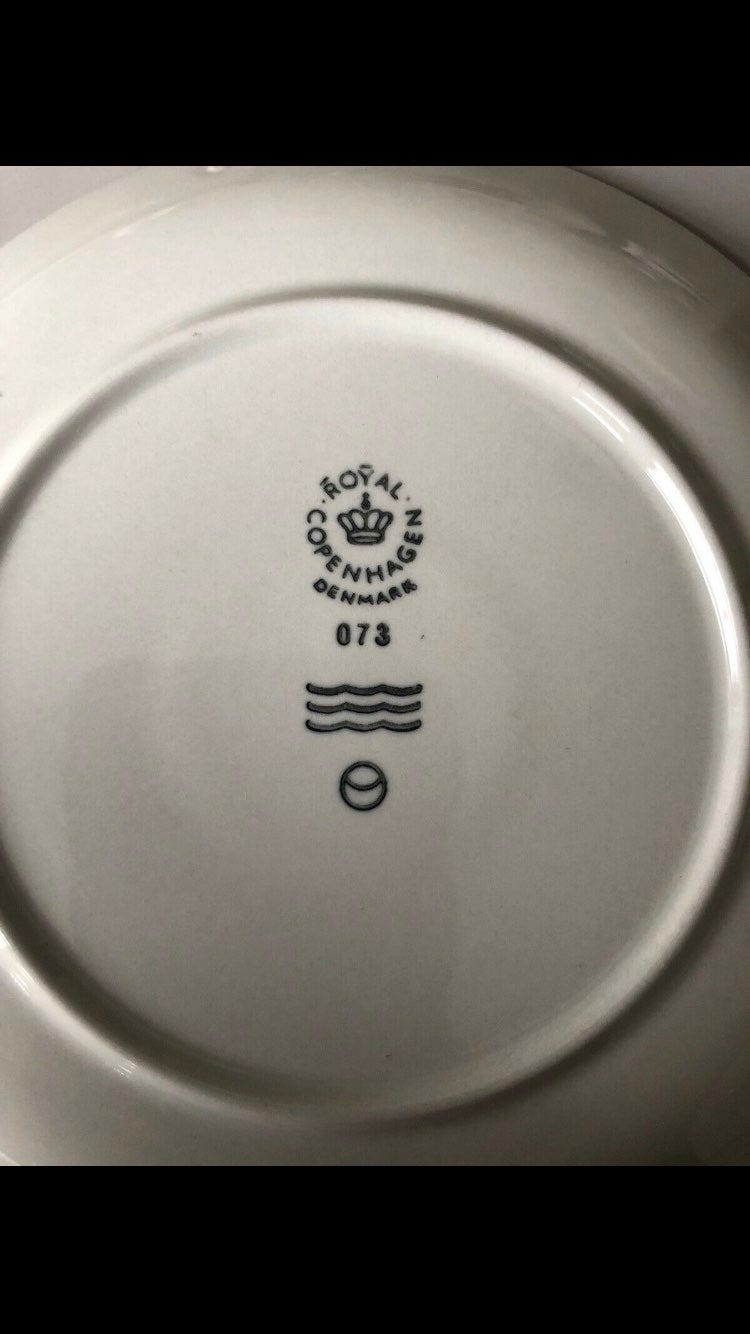 ROYAL
COPENHAGEN
DENMARK
073